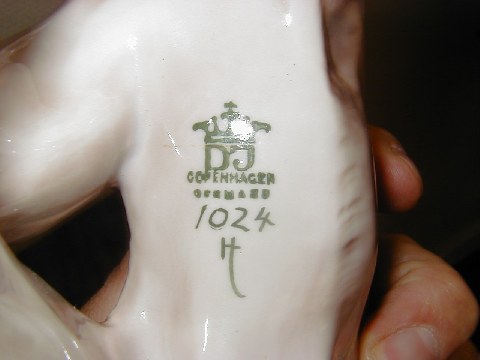 DJ
COPENHAGEN
DENMARK
1024
H